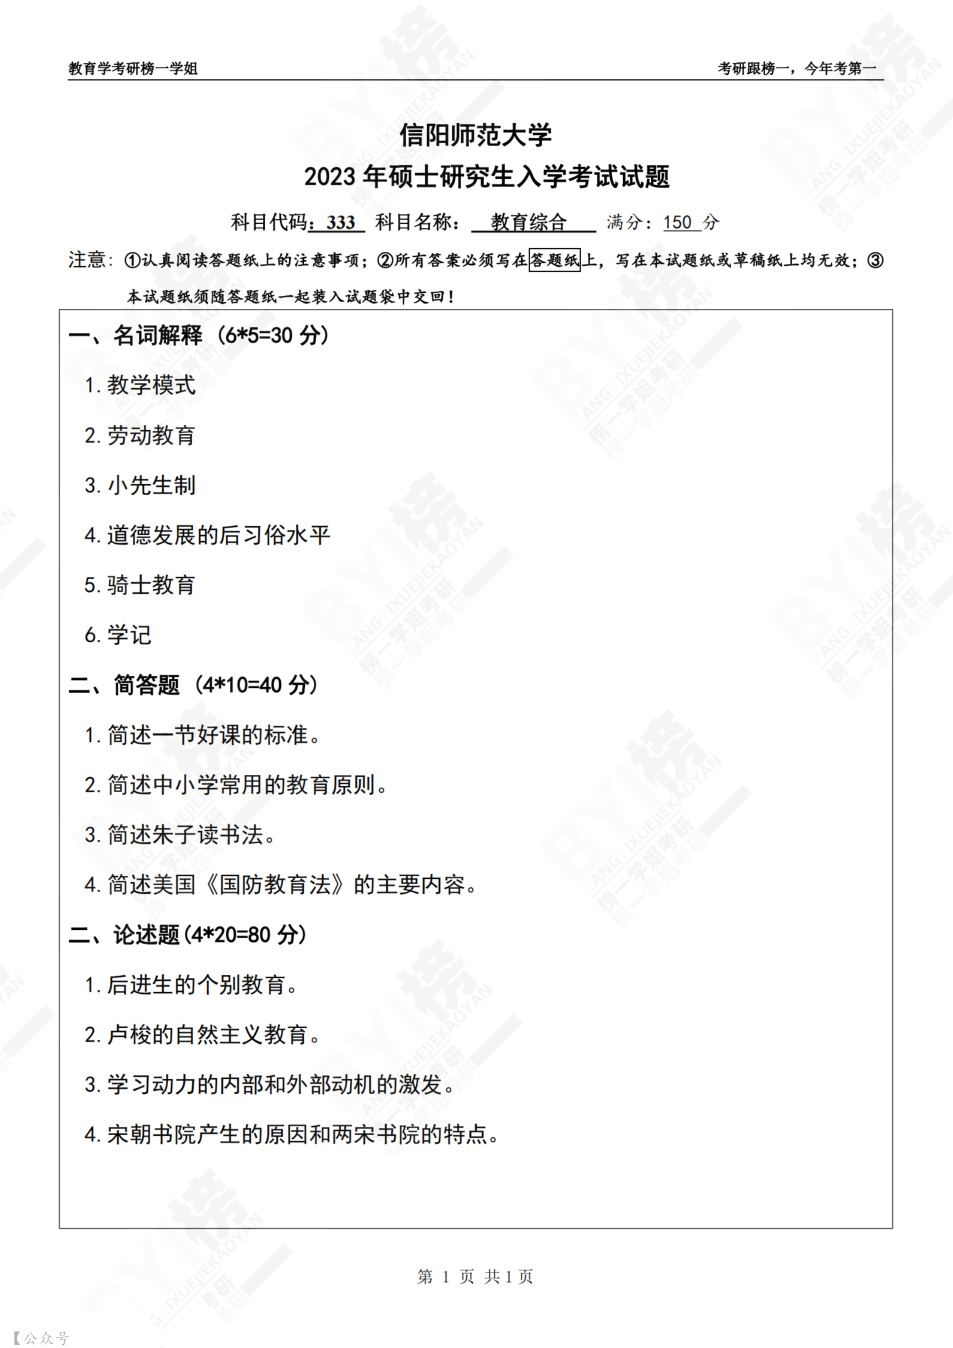 教育学考研榜一学姐 考研跟榜一，今年考第一
信阳师范大学
2023 年硕士研究生入学考试试题
科目代码：333 科目名称： 教育综合 满分：150 分
注意：①认真阅读答题纸上的注意事项；②所有答案必须写在答题纸上，写在本试题纸或草稿纸上均无效；③
本试题纸须随答题纸一起装入试题袋中交回！
一、名词解释 (6*5=30 分)
1.教学模式
2.劳动教育
3.小先生制
4.道德发展的后习俗水平
5.骑士教育
6.学记
二、简答题 (4*10=40 分)
1.简述一节好课的标准。
2.简述中小学常用的教育原则。
3.简述朱子读书法。
4.简述美国《国防教育法》的主要内容。
二、论述题(4*20=80 分)
1.后进生的个别教育。
2.卢梭的自然主义教育。
3.学习动力的内部和外部动机的激发。
4.宋朝书院产生的原因和两宋书院的特点。
第 1 页 共 1 页
【公众号